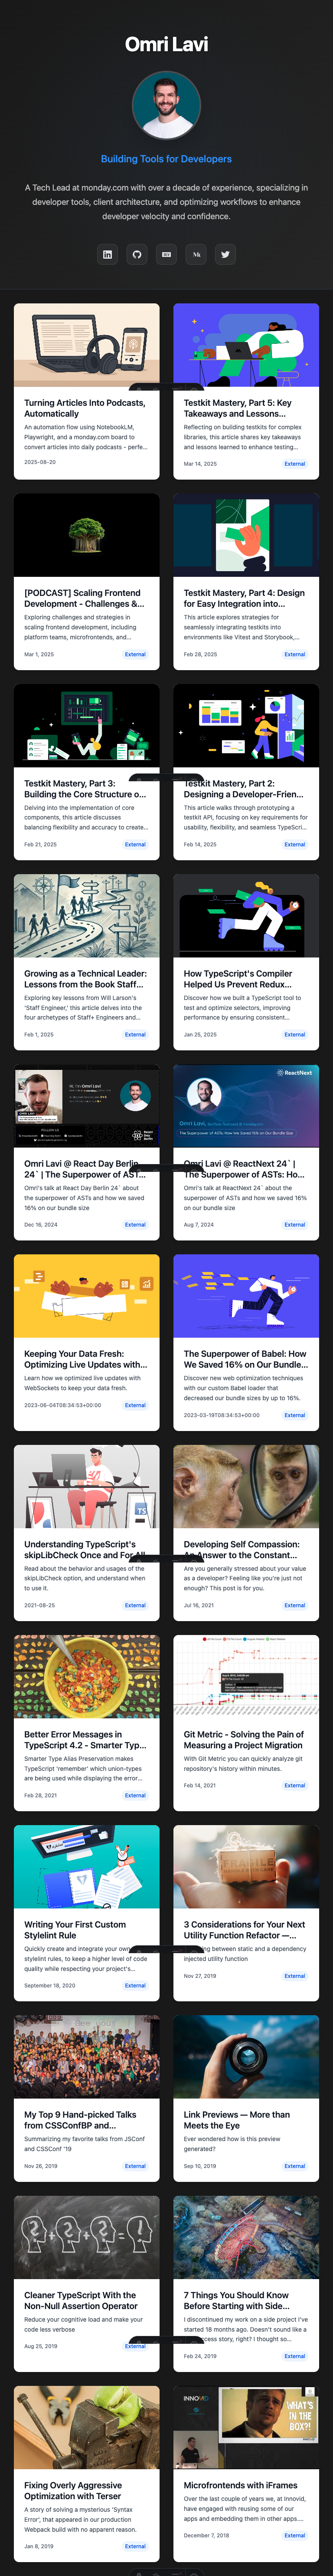 Omri Lavi
Building Tools for Developers
A Tech Lead at monday.com with over a decade of experience, specializing in
developer tools, client architecture, and optimizing workflows to enhance
developer velocity and confidence.
Turning Articles Into Podcasts,
Automatically
An automation flow using NotebookLM,
Playwright, and a monday.com board to
convert articles into daily podcasts - perfe...
2025-08-20
Testkit Mastery, Part 5: Key
Takeaways and Lessons...
Reflecting on building testkits for complex
libraries, this article shares key takeaways
and lessons learned to enhance testing...
Mar 14, 2025
External
[PODCAST] Scaling Frontend
Development - Challenges &...
Exploring challenges and strategies in
scaling frontend development, including
platform teams, microfrontends, and...
Mar 1, 2025
External
Testkit Mastery, Part 4: Design
for Easy Integration into...
This article explores strategies for
seamlessly integrating testkits into
environments like Vitest and Storybook,...
Feb 28, 2025
External
Testkit Mastery, Part 3:
Building the Core Structure o...
Delving into the implementation of core
components, this article discusses
balancing flexibility and accuracy to create...
Feb 21, 2025
External
Testkit Mastery, Part 2:
Designing a Developer-Frien...
This article walks through prototyping a
testkit API, focusing on key requirements for
usability, flexibility, and seamless TypeScri...
Feb 14, 2025
External
Growing as a Technical Leader:
Lessons from the Book Staff...
Exploring key lessons from Will Larson's
'Staff Engineer,' this article delves into the
four archetypes of Staff+ Engineers and...
Feb 1, 2025
External
How TypeScript's Compiler
Helped Us Prevent Redux...
Discover how we built a TypeScript tool to
test and optimize selectors, improving
performance by ensuring consistent...
Jan 25, 2025
External
Hi, I'm Omri Lavi
Omri Lavi @ React Day Berlin
24` | The Superpower of AST...
Omri's talk at React Day Berlin 24` about
the superpower of ASTs and how we saved
16% on our bundle size
Dec 16, 2024
External
ReactNext
Omri Lavi
The Superpower of ASTs: How We Saved 16% on Our Bundle Size
Omri Lavi @ ReactNext 24` |
The Superpower of ASTs: Ho...
Omri's talk at ReactNext 24` about the
superpower of ASTs and how we saved 16%
on our bundle size
Aug 7, 2024
External
Keeping Your Data Fresh:
Optimizing Live Updates with...
Learn how we optimized live updates with
WebSockets to keep your data fresh.
2023-06-04T08:34:53+00:00
External
The Superpower of Babel: How
We Saved 16% on Our Bundle...
Discover new web optimization techniques
with our custom Babel loader that
decreased our bundle sizes by up to 16%.
2023-03-19T08:34:53+00:00
External
TS
Understanding TypeScript's
skipLibCheck Once and For All
Read about the behavior and usages of the
skipLibCheck option, and understand when
to use it.
2021-08-25
External
Developing Self Compassion:
An Answer to the Constant...
Are you generally stressed about your value
as a developer? Feeling like you're just not
enough? This post is for you.
Jul 16, 2021
External
Better Error Messages in
TypeScript 4.2 - Smarter Typ...
Smarter Type Alias Preservation makes
TypeScript 'remember' which union-types
are being used while displaying the error...
Feb 28, 2021
External
Git Metric - Solving the Pain of
Measuring a Project Migration
With Git Metric you can quickly analyze git
repository's history within minutes.
Feb 14, 2021
External
Writing Your First Custom
Stylelint Rule
Quickly create and integrate your own
stylelint rules, to keep a higher level of code
quality while respecting your project's...
September 18, 2020
External
3 Considerations for Your Next
Utility Function Refactor —...
between static and a dependency
injected utility function
Nov 27, 2019
External
My Top 9 Hand-picked Talks
from CSSConfBP and...
Summarizing my favorite talks from JSConf
and CSSConf '19
Nov 26, 2019
External
Link Previews — More than
Meets the Eye
Ever wondered how is this preview
generated?
Sep 10, 2019
External
Cleaner TypeScript With the
Non-Null Assertion Operator
Reduce your cognitive load and make your
code less verbose
Aug 25, 2019
External
7 Things You Should Know
Before Starting with Side...
I discontinued my work on a side project I've
started 18 months ago. Doesn't sound like a
success story, right? I thought so...
Feb 24, 2019
External
Fixing Overly Aggressive
Optimization with Terser
A story of solving a mysterious 'Syntax
Error', that appeared in our production
Webpack build with no apparent reason.
Jan 8, 2019
External
INNOVID
WHAT'S
IN THE
BOX?!
Microfrontends with iFrames
Over the last couple of years we, at Innovid,
have engaged with reusing some of our
apps and embedding them in other apps....
December 7, 2018
External